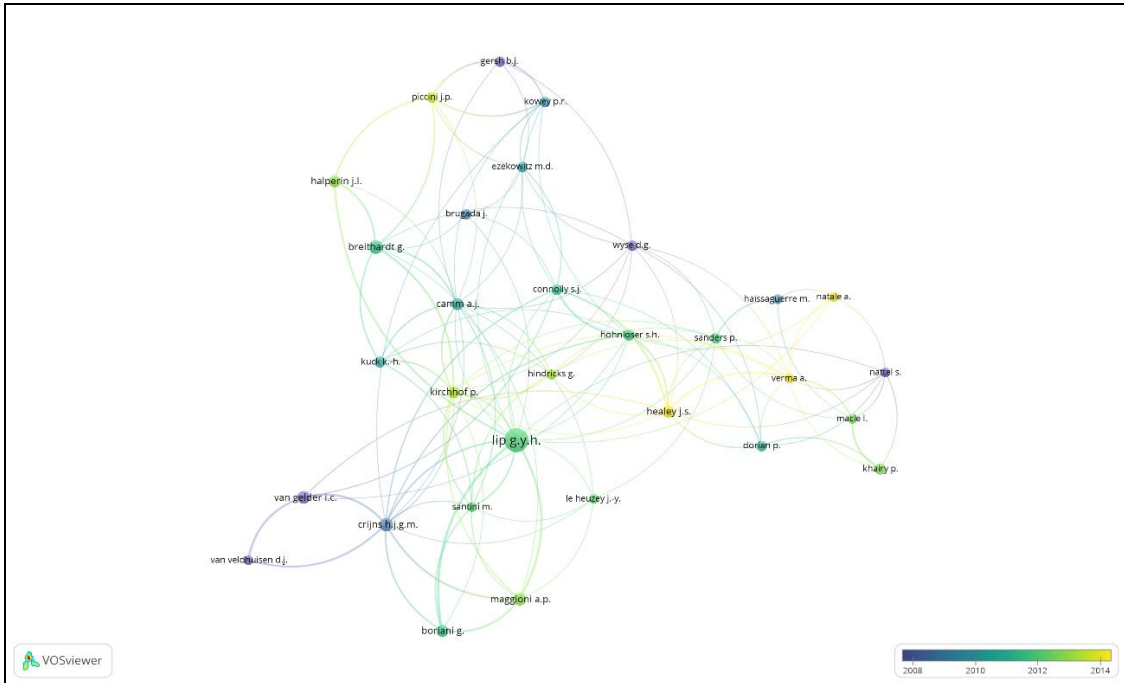 gersh b.j.
piccini j.p.
kowey p.r.
ezekowitz m.d.
halperin j.l.
brugada j.
breithardt g.
wyse d.g.
connolly s.j.
camm a.j.
haissaguerre m.
natale a.
hohnloser s.h.
sanders p.
kuck k.-h.
hindricks g.
verma a.
nattel s.
kirchhof p.
healey j.s.
macle l.
lip g.y.h.
dorian p.
khairy p.
van gelder i.c.
le heuzey j.-y.
santini m.
crijns h.j.g.m.
van veldhuisen d.j.
maggioni a.p.
boriani g.
VOSviewer
2008 2010 2012 2014